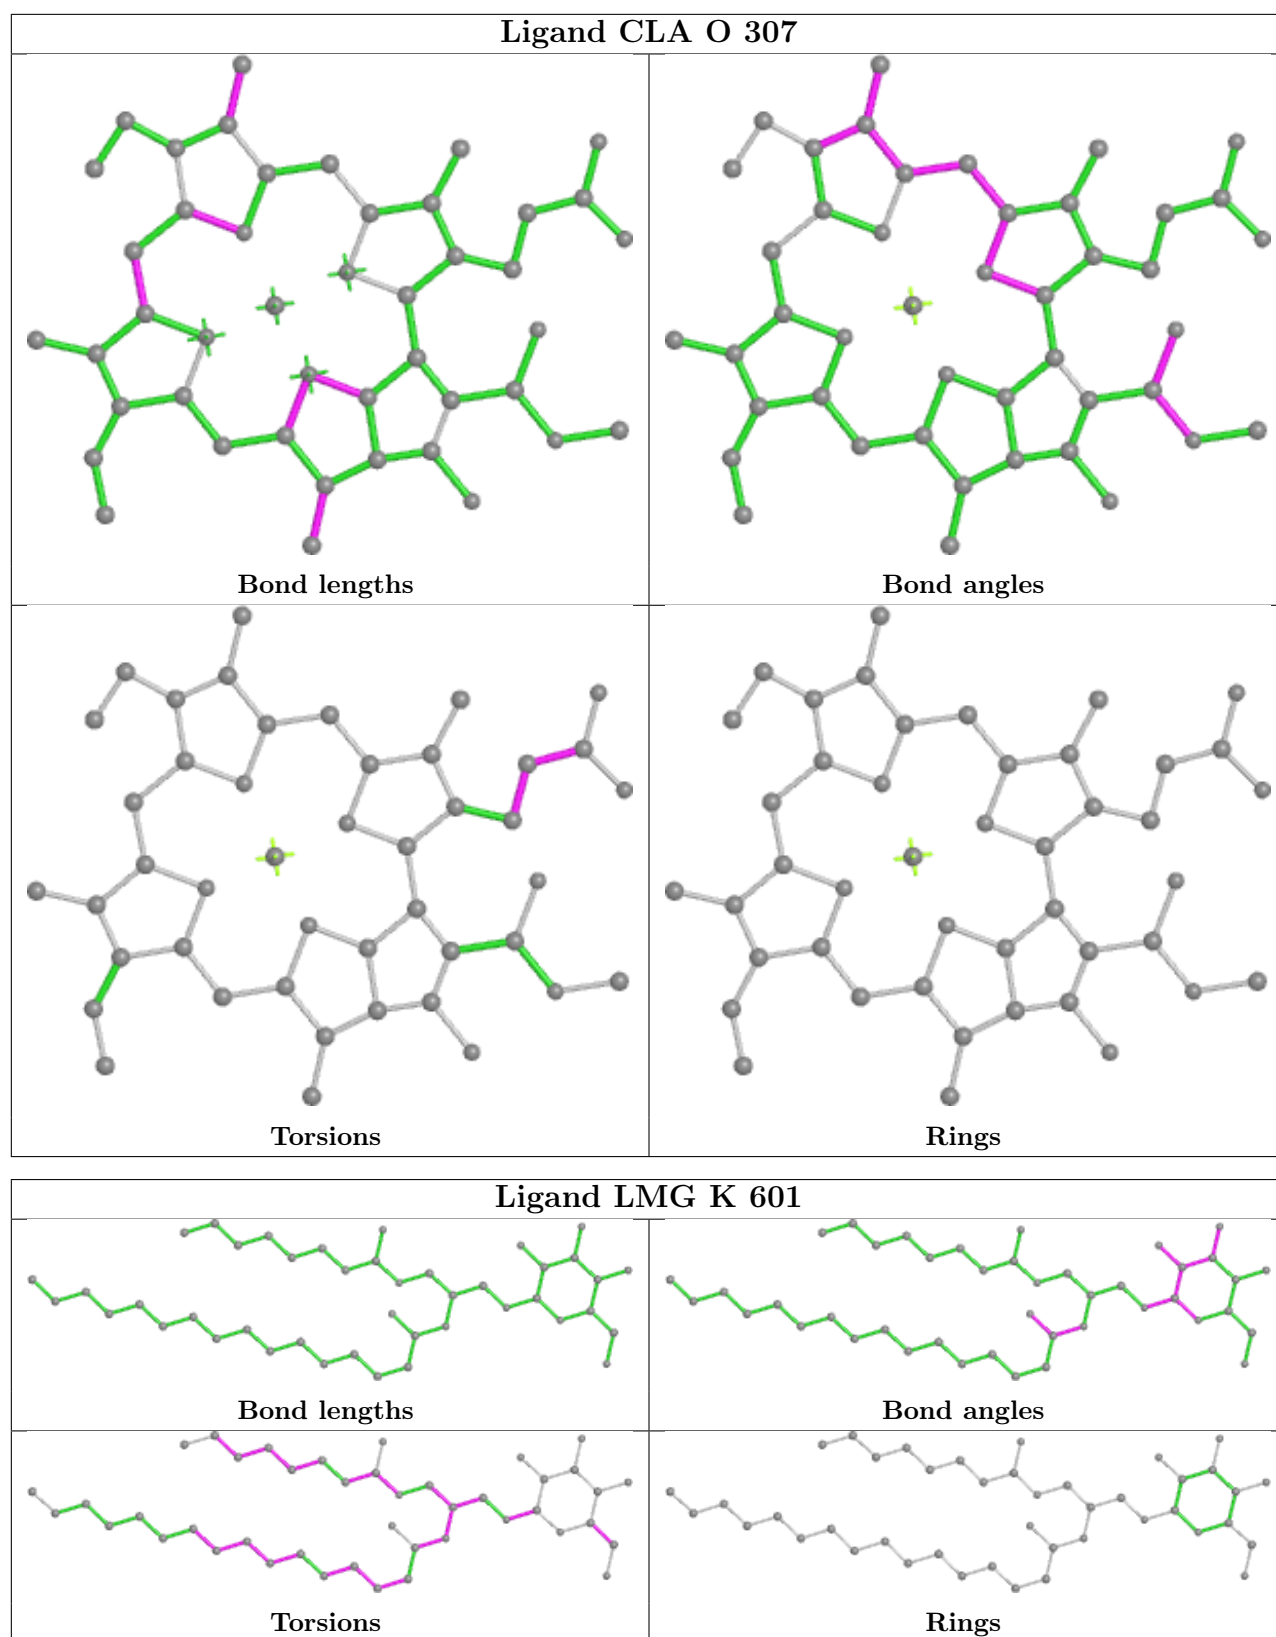 Ligand CLA O 307
Bond lengths
Bond angles
Torsions
Rings
Ligand LMG K 601
Bond lengths
Bond angles
Torsions
Rings